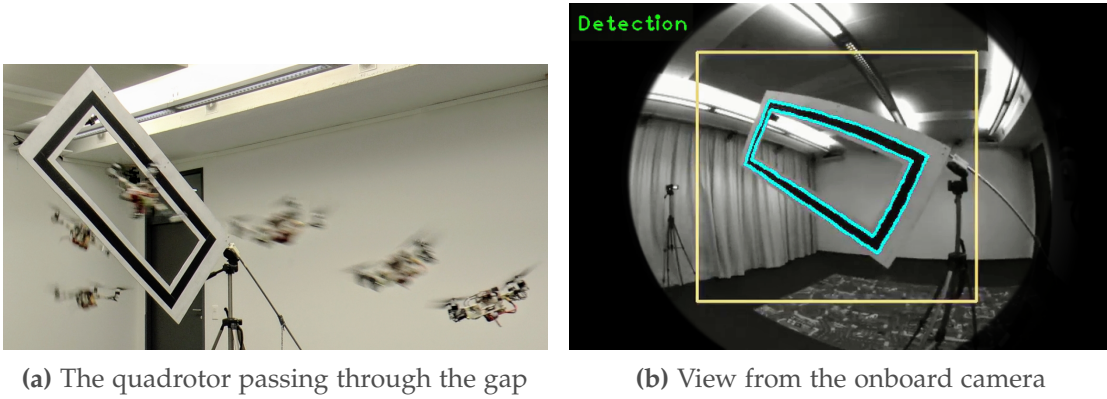 Detection
(a) The quadrotor passing through the gap
(b) View from the onboard camera